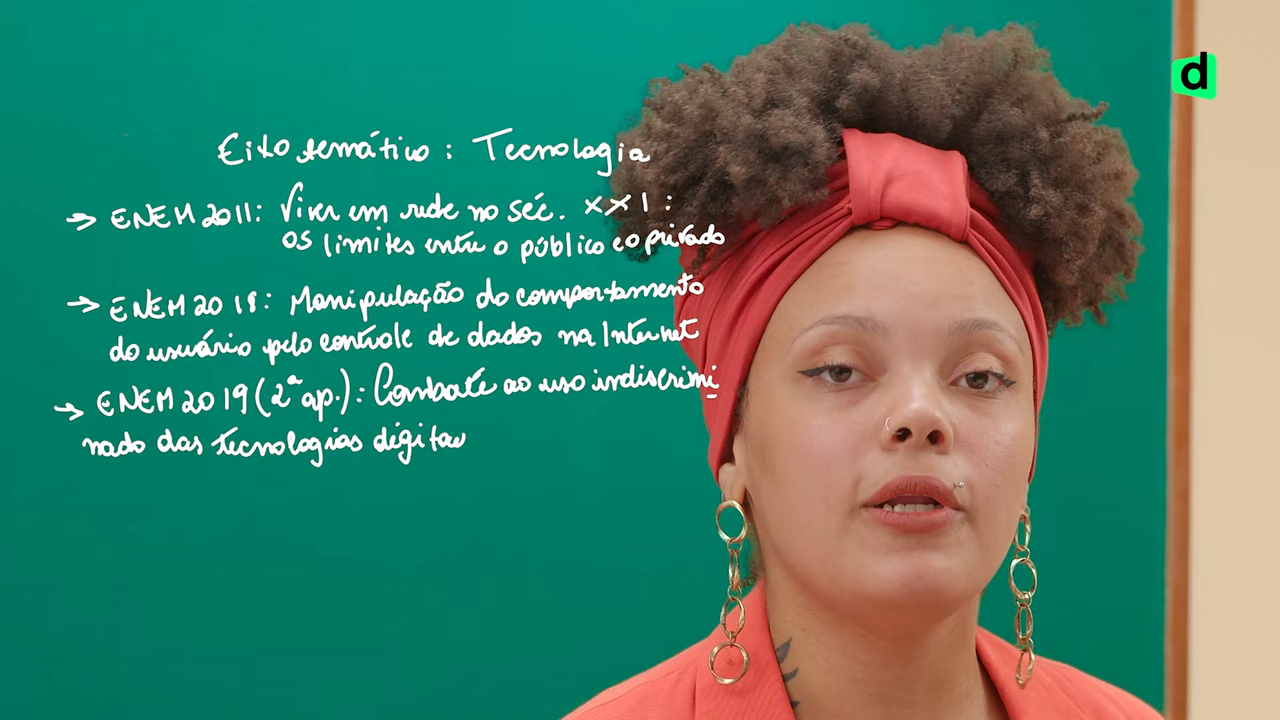 Eixo temático: Tecnologia
→ ENEM 2011: Viver em rede no séc. XXI:
os limites entre o público e o privado
→ ENEM 2018: Manipulação do comportamento
do usuário pelo controle de dados na Internet
→ ENEM 2019 (2ª ap.): Combate ao uso indiscrimi
nado das tecnologias digitais
d